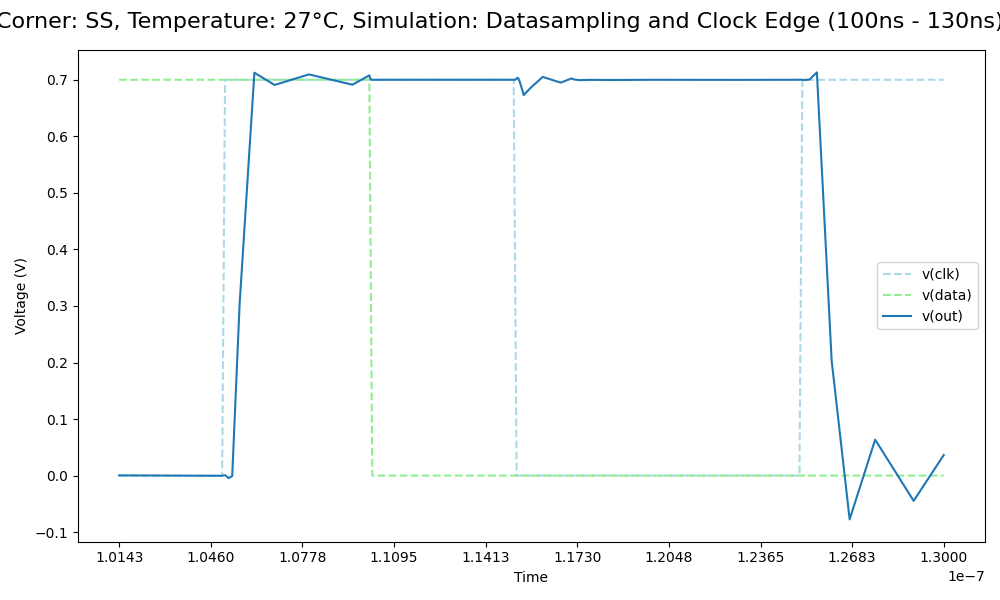 Corner: SS, Temperature: 27°C, Simulation: Datasampling and Clock Edge (100ns - 130ns)
0.7
0.6
0.5
0.4
0.3
0.2
0.1
0.0
−0.1
Voltage (V)
v(clk)
v(data)
v(out)
1.0143 1.0460 1.0778 1.1095 1.1413 1.1730 1.2048 1.2365 1.2683 1.3000
1e−7
Time